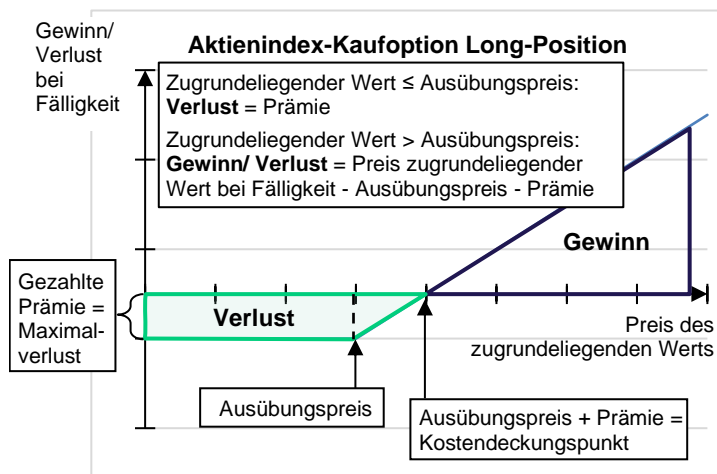 Gewinn/
Verlust
bei
Fälligkeit
Aktienindex-Kaufoption Long-Position
Zugrundeliegender Wert ≤ Ausübungspreis:
Verlust = Prämie
Zugrundeliegender Wert > Ausübungspreis:
Gewinn/ Verlust = Preis zugrundeliegender
Wert bei Fälligkeit - Ausübungspreis - Prämie
Gewinn
Gezahlte
Prämie =
Maximal-
verlust
Verlust
Preis des
zugrundeliegenden Werts
Ausübungspreis
Ausübungspreis + Prämie =
Kostendeckungspunkt